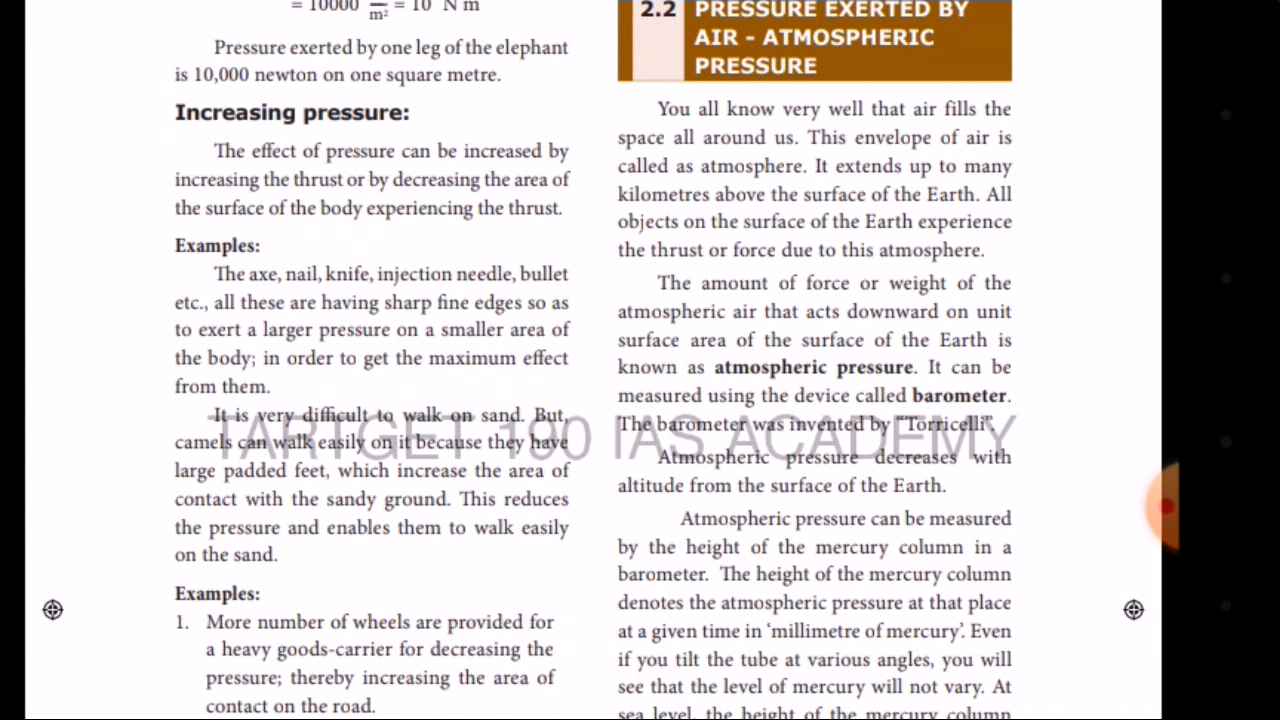 = 10000 — m² = 10 N m
Pressure exerted by one leg of the elephant
is 10,000 newton on one square metre.
Increasing pressure:
The effect of pressure can be increased by
increasing the thrust or by decreasing the area of
the surface of the body experiencing the thrust.
Examples:
The axe, nail, knife, injection needle, bullet
etc., all these are having sharp fine edges so as
to exert a larger pressure on a smaller area of
the body; in order to get the maximum effect
from them.
It is very difficult to walk on sand. But,
camels can walk easily on it because they have
large padded feet, which increase the area of
contact with the sandy ground. This reduces
the pressure and enables them to walk easily
on the sand.
Examples:
1. More number of wheels are provided for
a heavy goods-carrier for decreasing the
pressure; thereby increasing the area of
contact on the road.
2.2 PRESSURE EXERTED BY
AIR - ATMOSPHERIC
PRESSURE
You all know very well that air fills the
space all around us. This envelope of air is
called as atmosphere. It extends up to many
kilometres above the surface of the Earth. All
objects on the surface of the Earth experience
the thrust or force due to this atmosphere.
The amount of force or weight of the
atmospheric air that acts downward on unit
surface area of the surface of the Earth is
known as atmospheric pressure. It can be
measured using the device called barometer.
The barometer was invented by “Torricelli”.
Atmospheric pressure decreases with
altitude from the surface of the Earth.
Atmospheric pressure can be measured
by the height of the mercury column in a
barometer. The height of the mercury column
denotes the atmospheric pressure at that place
at a given time in ‘millimetre of mercury’. Even
if you tilt the tube at various angles, you will
see that the level of mercury will not vary. At
sea level, the height of the mercury column
TARTGET 190 IAS ACADEMY